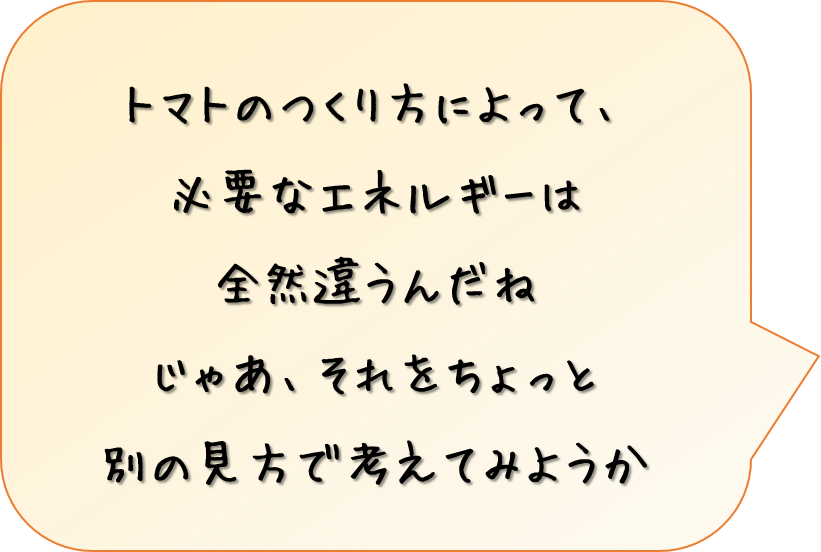 トマトのつくり方によって、
必要なエネルギーは
全然違うんだね
じゃあ、それをちょっと
別の見方で考えてみようか